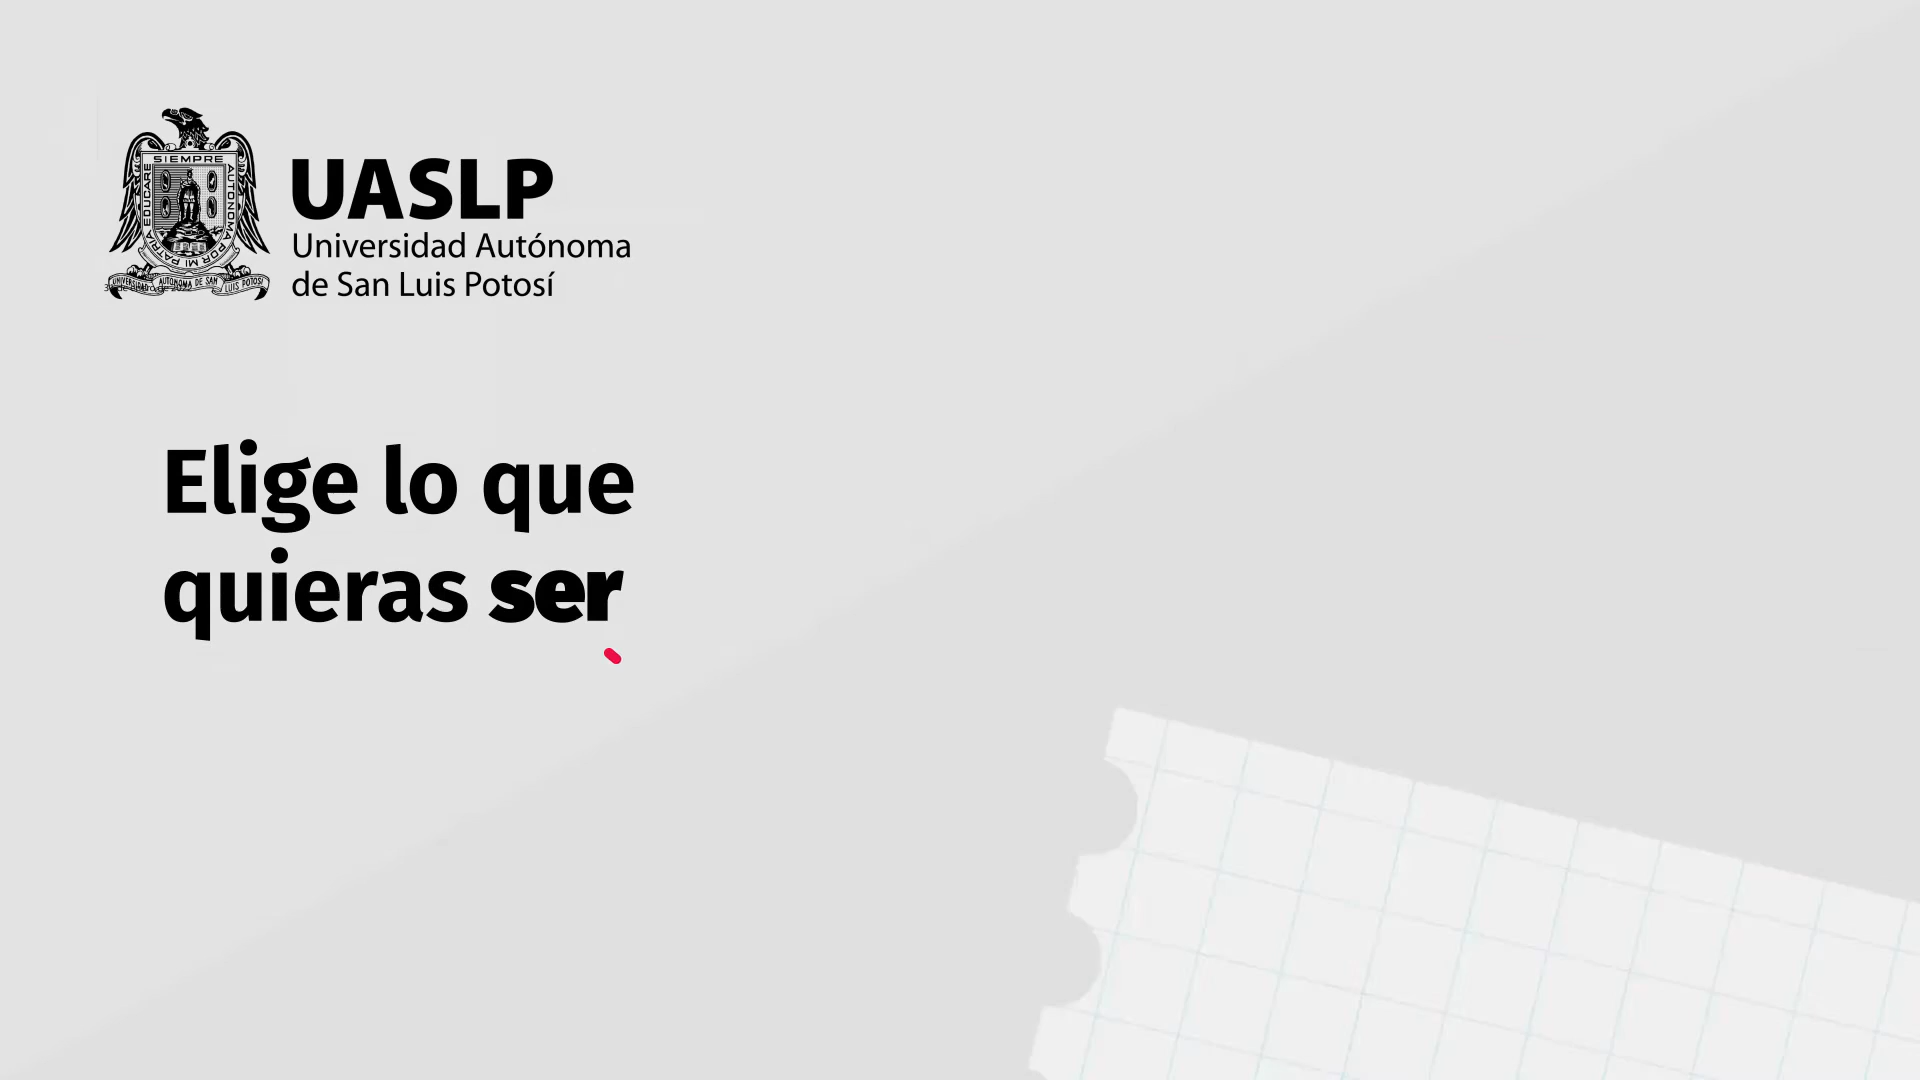 SIEMPRE AUTONOMA POR MI PATRIA EDUCARE
UNIVERSIDAD AUTONOMA DE SAN LUIS POTOSI
UASLP
Universidad Autónoma
de San Luis Potosí
Elige lo que
quieras ser